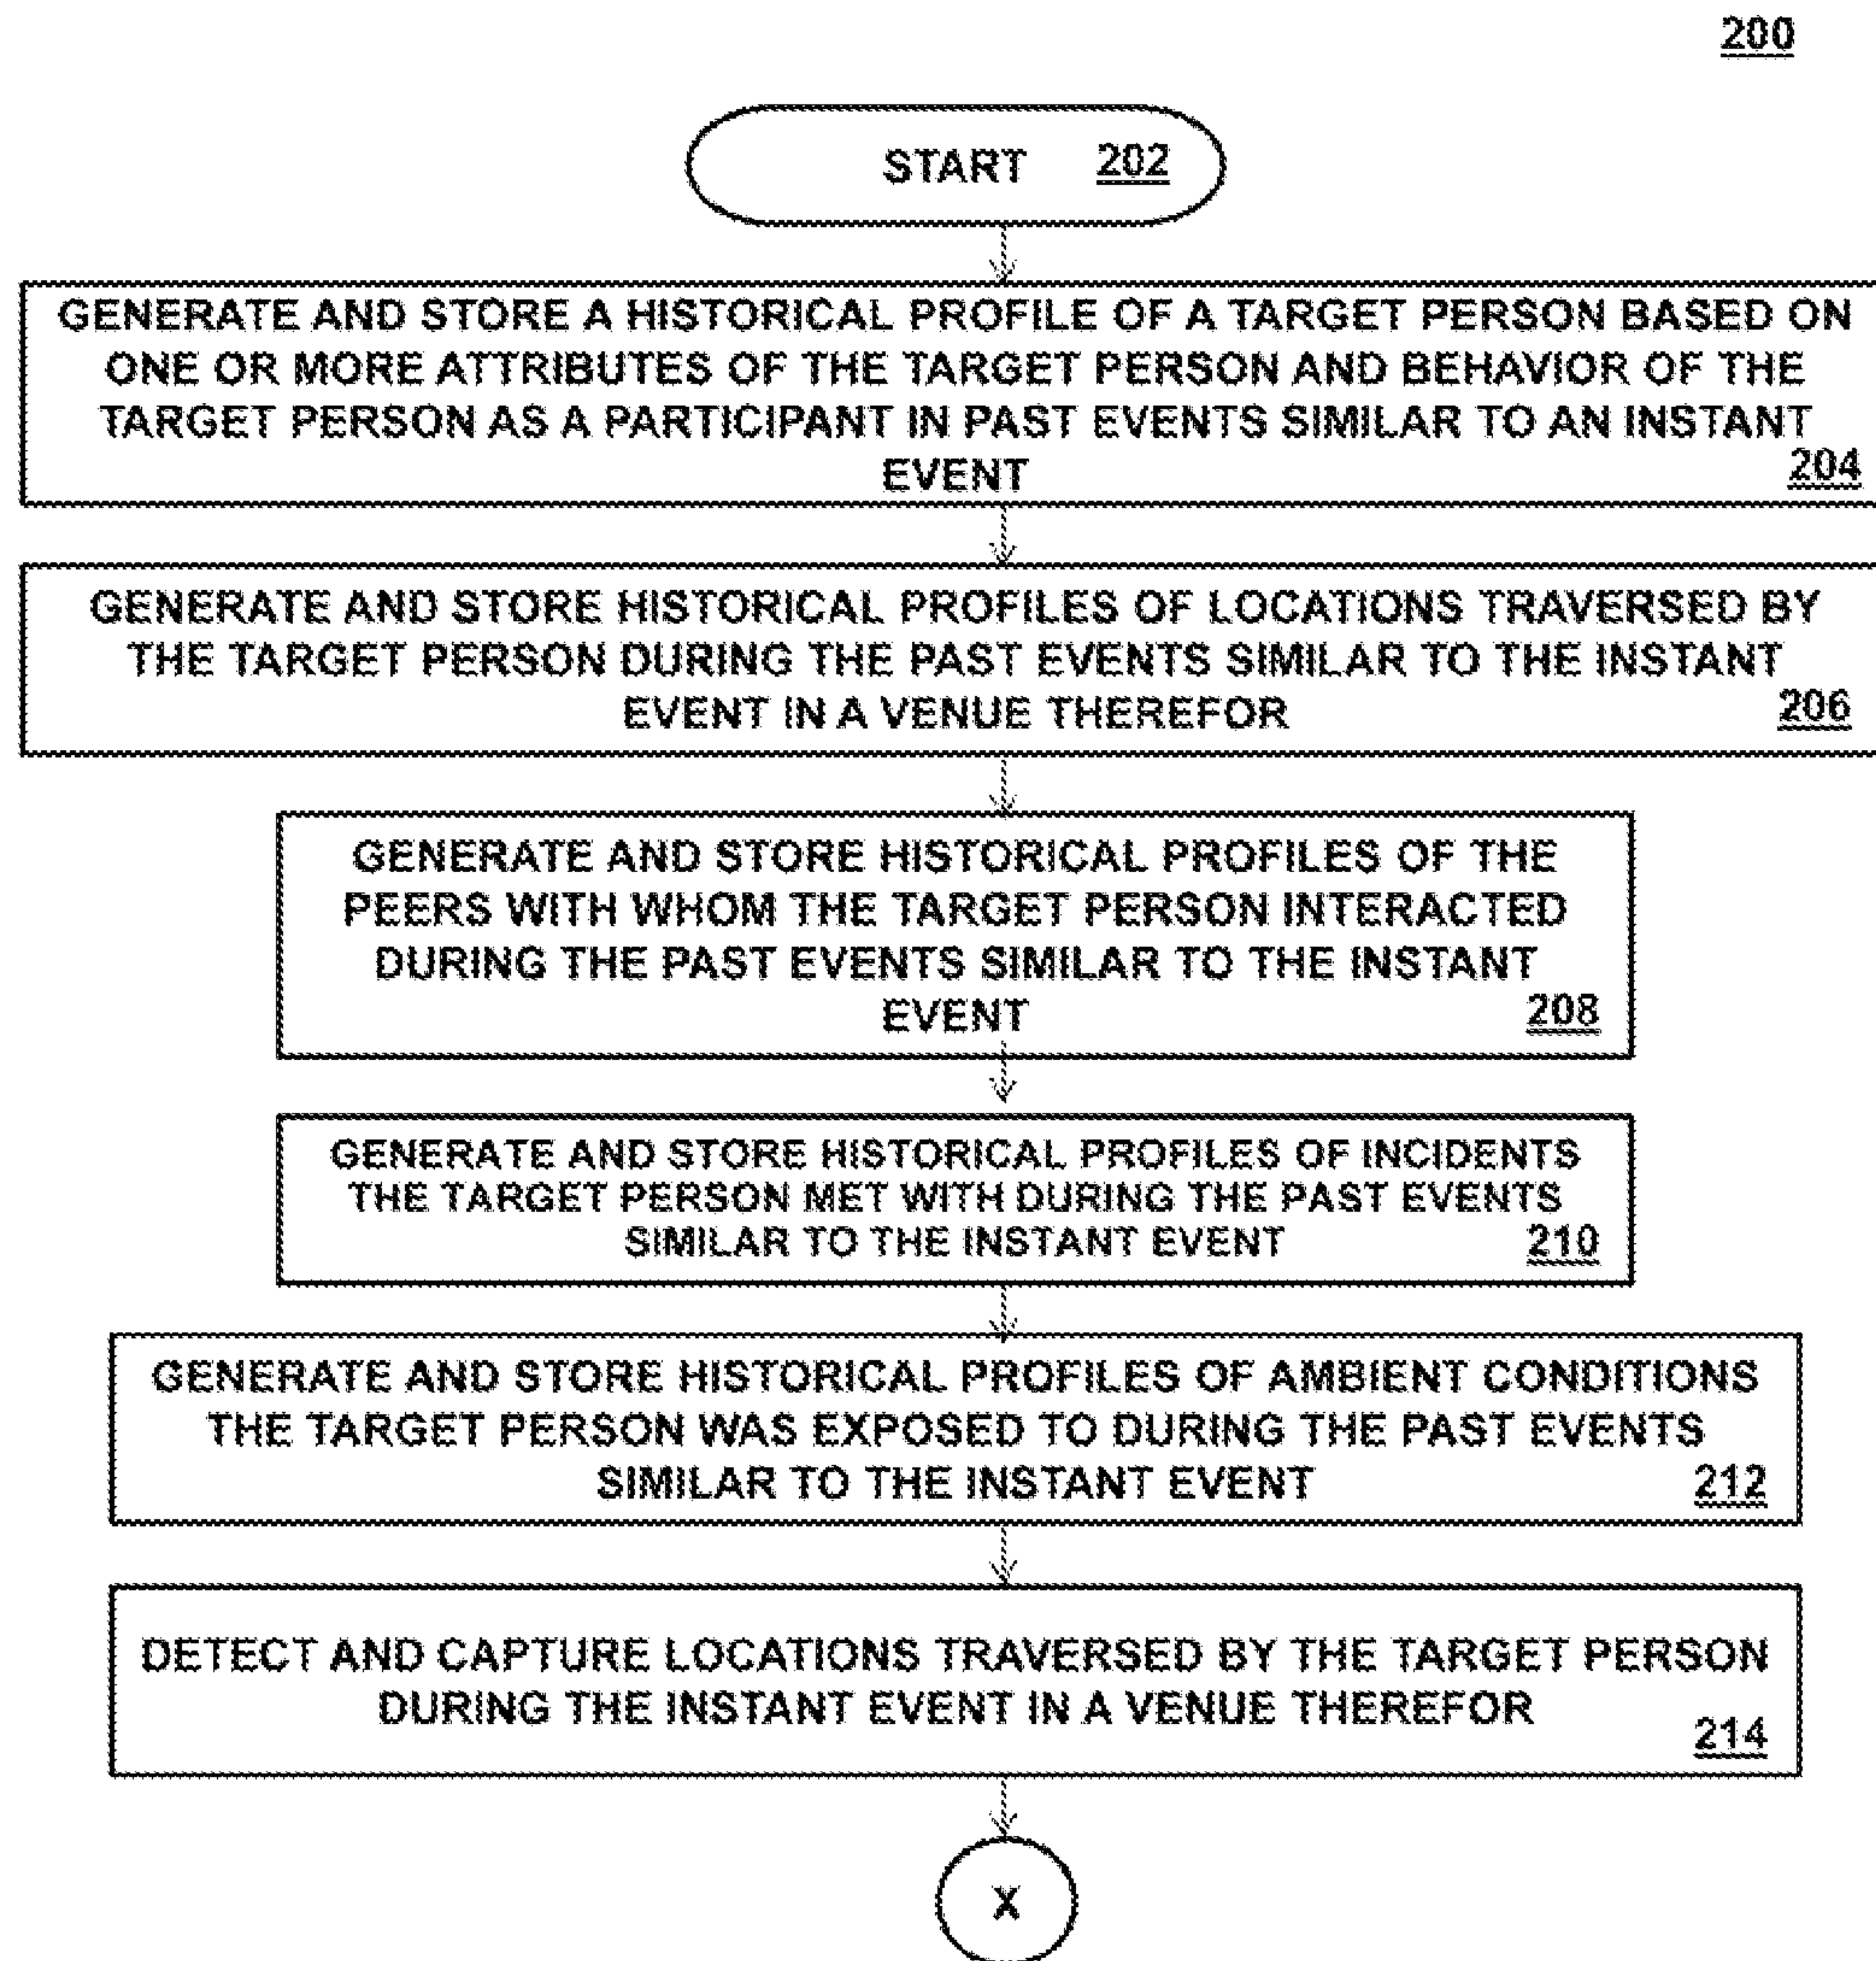 200
START 202
GENERATE AND STORE A HISTORICAL PROFILE OF A TARGET PERSON BASED ON
ONE OR MORE ATTRIBUTES OF THE TARGET PERSON AND BEHAVIOR OF THE
TARGET PERSON AS A PARTICIPANT IN PAST EVENTS SIMILAR TO AN INSTANT
EVENT 204
GENERATE AND STORE HISTORICAL PROFILES OF LOCATIONS TRAVERSED BY
THE TARGET PERSON DURING THE PAST EVENTS SIMILAR TO THE INSTANT
EVENT IN A VENUE THEREFOR 206
GENERATE AND STORE HISTORICAL PROFILES OF THE
PEERS WITH WHOM THE TARGET PERSON INTERACTED
DURING THE PAST EVENTS SIMILAR TO THE INSTANT
EVENT 208
GENERATE AND STORE HISTORICAL PROFILES OF INCIDENTS
THE TARGET PERSON MET WITH DURING THE PAST EVENTS
SIMILAR TO THE INSTANT EVENT 210
GENERATE AND STORE HISTORICAL PROFILES OF AMBIENT CONDITIONS
THE TARGET PERSON WAS EXPOSED TO DURING THE PAST EVENTS
SIMILAR TO THE INSTANT EVENT 212
DETECT AND CAPTURE LOCATIONS TRAVERSED BY THE TARGET PERSON
DURING THE INSTANT EVENT IN A VENUE THEREFOR 214
X